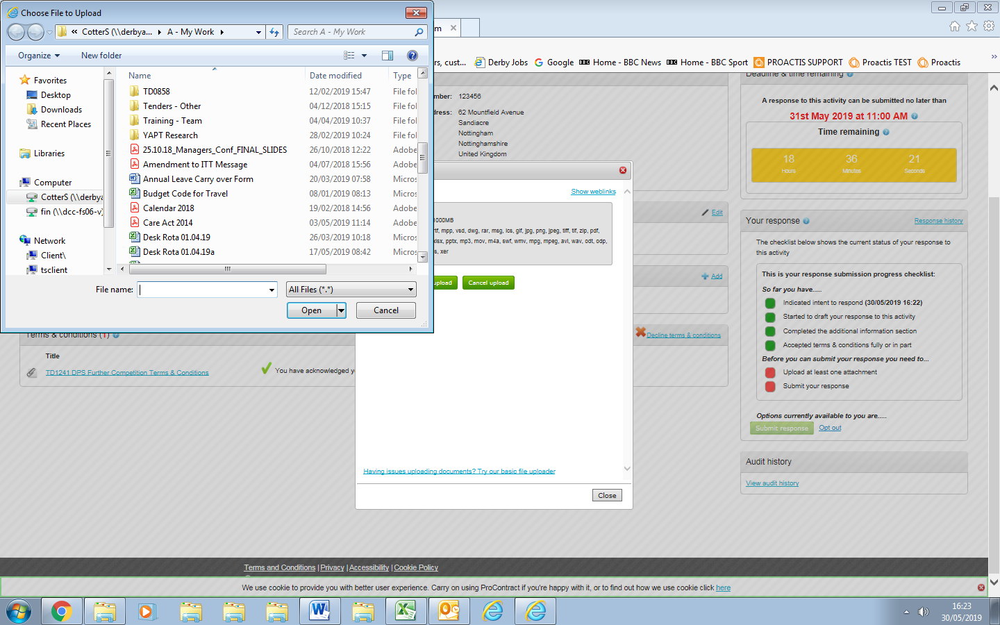 Choose File to Upload
« CotterS (\\derbya... ▸ A - My Work ▸
Search A - My Work
Organize
New folder
Favorites
Desktop
Downloads
Recent Places
Libraries
Computer
CotterS (\\derbya
fin (\\dcc-fs06-v)
Network
Client\
tsclient
Name Date modified Type
TD0858 12/02/2019 15:47 File fol
Tenders - Other 04/12/2018 15:15 File fol
Training - Team 04/04/2019 10:37 File fol
YAPT Research 28/02/2019 10:24 File fol
25.10.18_Managers_Conf_FINAL_SLIDES 26/10/2018 12:22 Adobe
Amendment to ITT Message 04/07/2018 15:56 Adobe
Annual Leave Carry over Form 20/03/2019 07:58 Micros
Budget Code for Travel 08/01/2019 08:13 Micros
Calendar 2018 19/02/2018 14:56 Adobe
Care Act 2014 03/05/2019 11:14 Adobe
Desk Rota 01.04.19 26/03/2019 10:18 Micros
Desk Rota 01.04.19a 17/05/2019 08:42 Micros
File name:
All Files (*.*)
Open
Cancel
m
rs, cust...
Derby Jobs
Google
Home - BBC News
Home - BBC Sport
PROACTIS SUPPORT
Proactis TEST
Proactis
»
mber: 123456
dress: 62 Mountfield Avenue
Sandiacre
Nottingham
Nottinghamshire
United Kingdom
Show weblinks
1000MB
rtf, mpp, vsd, dwg, rar, msg, ics, gif, jpg, png, jpeg, tiff, tif, zip, pdf,
xlsx, pptx, mp3, mov, m4a, swf, wmv, mpg, mpeg, avi, wav, odt, odp,
s, xer
upload
Cancel upload
Having issues uploading documents? Try our basic file uploader
Close
Edit
Add
Decline terms & conditions
Terms & conditions (1)
Title
TD1241 DPS Further Competition Terms & Conditions
You have acknowledged y
Deadline & time remaining
A response to this activity can be submitted no later than
31st May 2019 at 11:00 AM
Time remaining
18 36 21
Hours Minutes Seconds
Your response
Response history
The checklist below shows the current status of your response to
this activity
This is your response submission progress checklist:
So far you have.....
Indicated intent to respond (30/05/2019 16:22)
Started to draft your response to this activity
Completed the additional information section
Accepted terms & conditions fully or in part
Before you can submit your response you need to...
Upload at least one attachment
Submit your response
Options currently available to you are.....
Submit response
Opt out
Audit history
View audit history
Terms and Conditions | Privacy | Accessibility | Cookie Policy
We use cookie to provide you with better user experience. Carry on using ProContract if you're happy with it, or to find out how we use cookie click here
16:23
30/05/2019